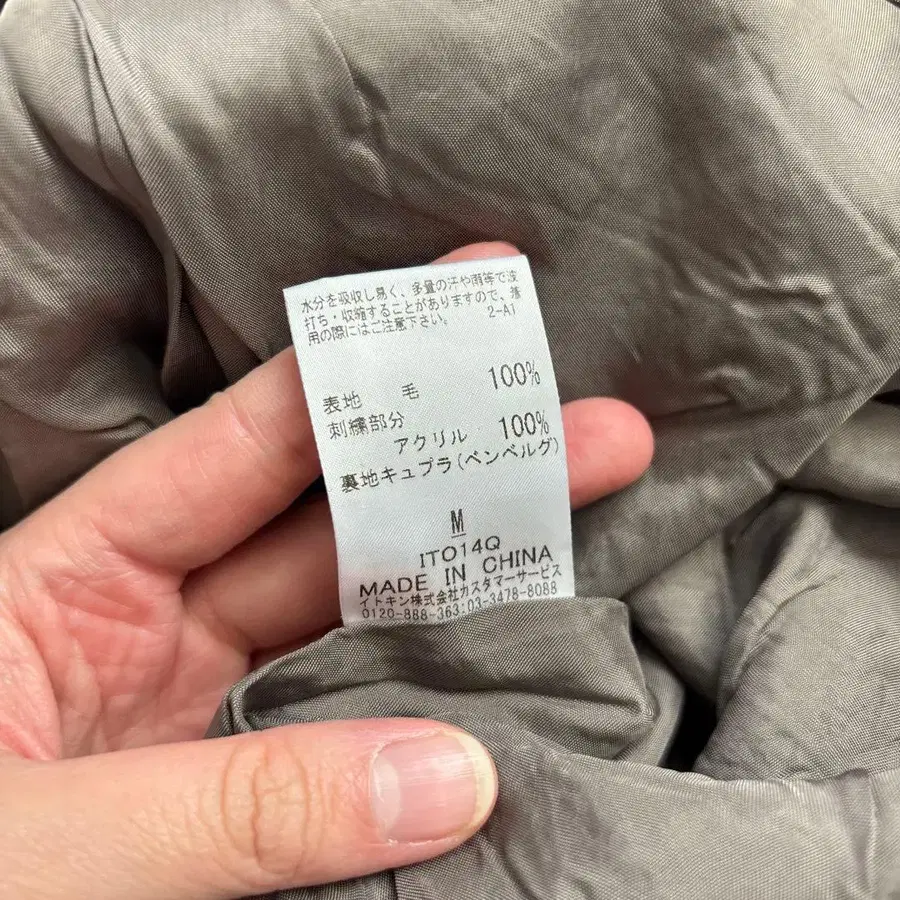 水分を吸収し易く、多量の汗や雨等で波
打ち・収縮することがありますので、着
用の際にはご注意下さい。 2-A1
表地 毛 100%
刺繍部分
アクリル 100%
裏地キュプラ(ベンベルグ)
M
IT014Q
MADE IN CHINA
イトキン株式会社カスタマーサービス
0120-888-363:03-3478-8088